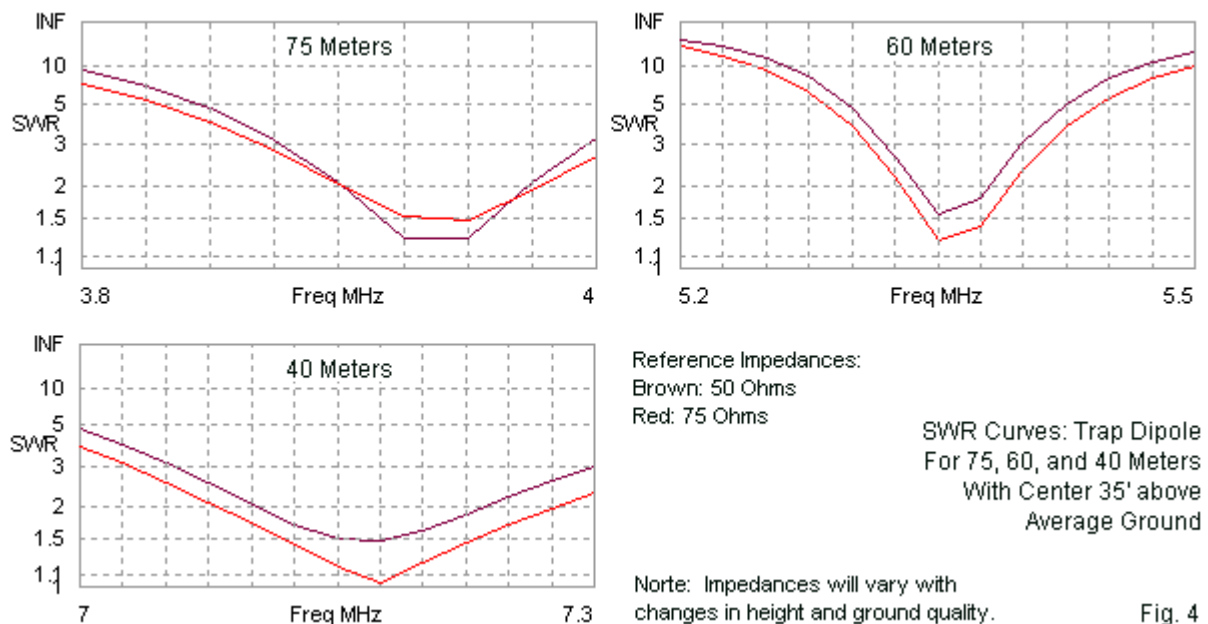 75 Meters
INF
10
5
SWR
3
2
1.5
1.1
1
3.8 Freq MHz 4
60 Meters
INF
10
5
SWR
3
2
1.5
1.1
1
5.2 Freq MHz 5.5
40 Meters
INF
10
5
SWR
3
2
1.5
1.1
1
7 Freq MHz 7.3
Reference Impedances:
Brown: 50 Ohms
Red: 75 Ohms
SWR Curves: Trap Dipole
For 75, 60, and 40 Meters
With Center 35' above
Average Ground
Norte: Impedances will vary with
changes in height and ground quality.
Fig. 4